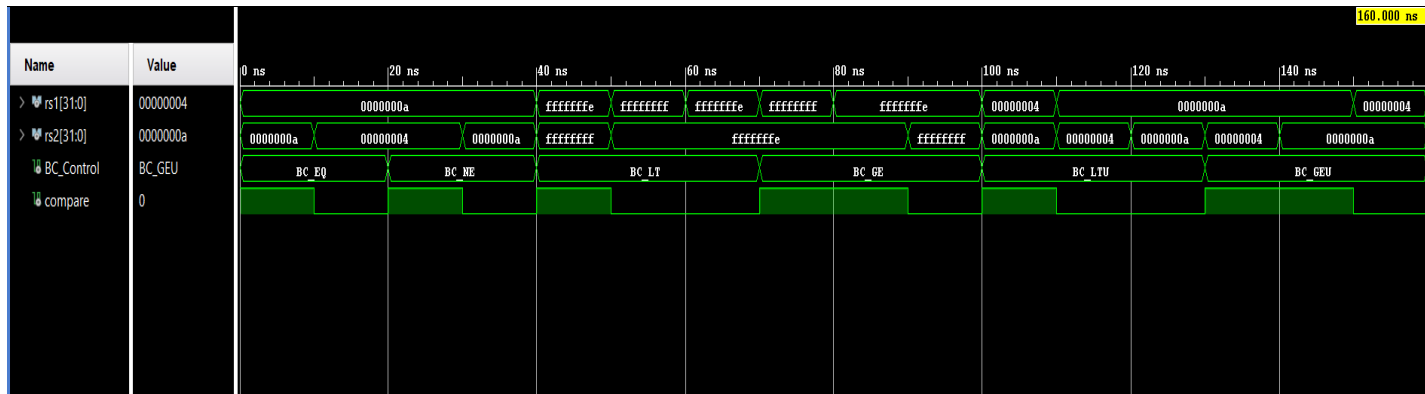 160.000 ns
Name Value
0 ns 20 ns 40 ns 60 ns 80 ns 100 ns 120 ns 140 ns
rs1[31:0] 00000004 0000000a fffffffe ffffffff fffffffe ffffffff fffffffe 00000004 0000000a 00000004
rs2[31:0] 0000000a 0000000a 00000004 0000000a ffffffff fffffffe ffffffff 0000000a 00000004 0000000a 00000004 0000000a
BC_Control BC_GEU BC_EQ BC_NE BC_LT BC_GE BC_LTU BC_GEU
compare 0